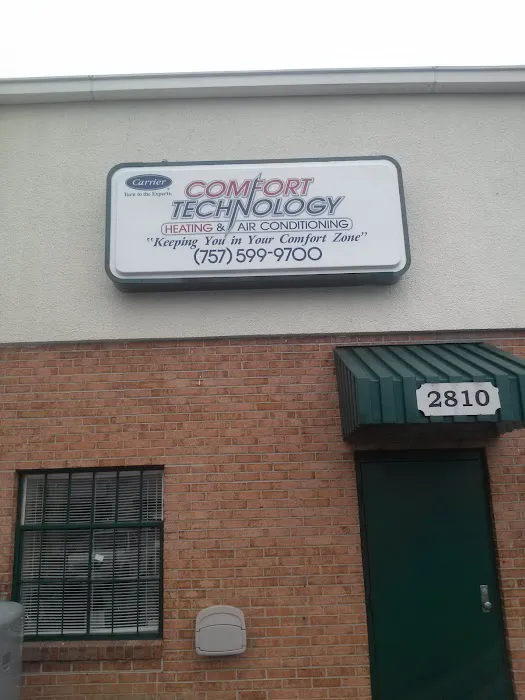 Carrier
Turn to the Experts
COMFORT
TECHNOLOGY
HEATING & AIR CONDITIONING
"Keeping You in Your Comfort Zone"
(757) 599-9700
2810